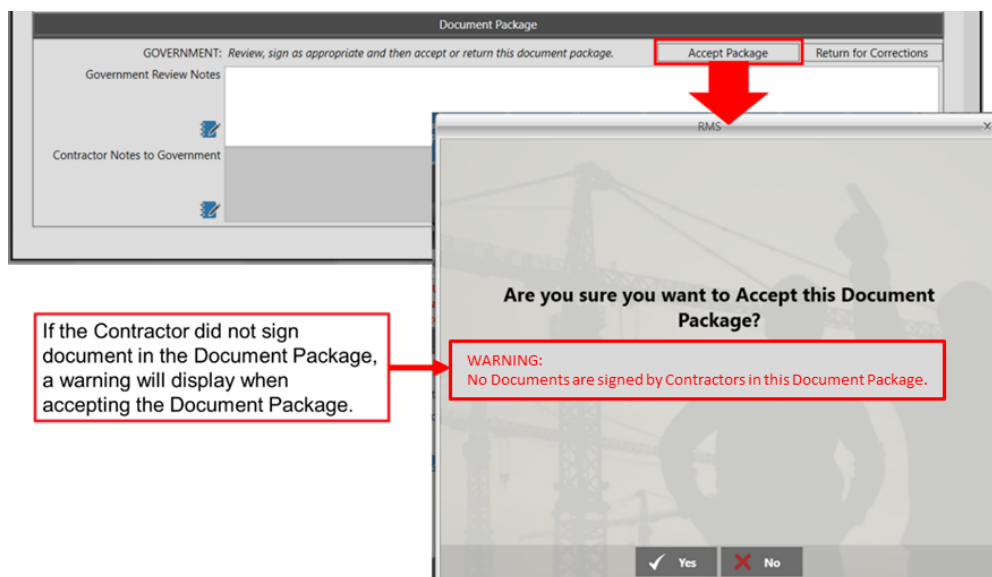 Document Package
GOVERNMENT: Review, sign as appropriate and then accept or return this document package.
Accept Package
Return for Corrections
Government Review Notes
Contractor Notes to Government
RMS
Are you sure you want to Accept this Document
Package?
WARNING:
No Documents are signed by Contractors in this Document Package.
If the Contractor did not sign
document in the Document Package,
a warning will display when
accepting the Document Package.
Yes
No